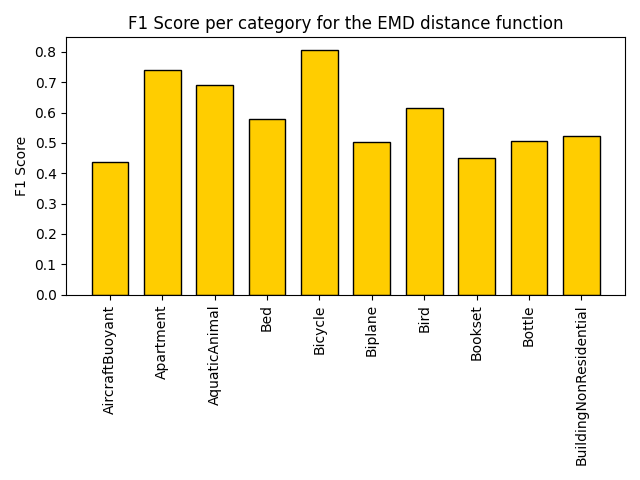 F1 Score per category for the EMD distance function
F1 Score
0.8
0.7
0.6
0.5
0.4
0.3
0.2
0.1
0.0
AircraftBuoyant
Apartment
AquaticAnimal
Bed
Bicycle
Biplane
Bird
Bookset
Bottle
BuildingNonResidential